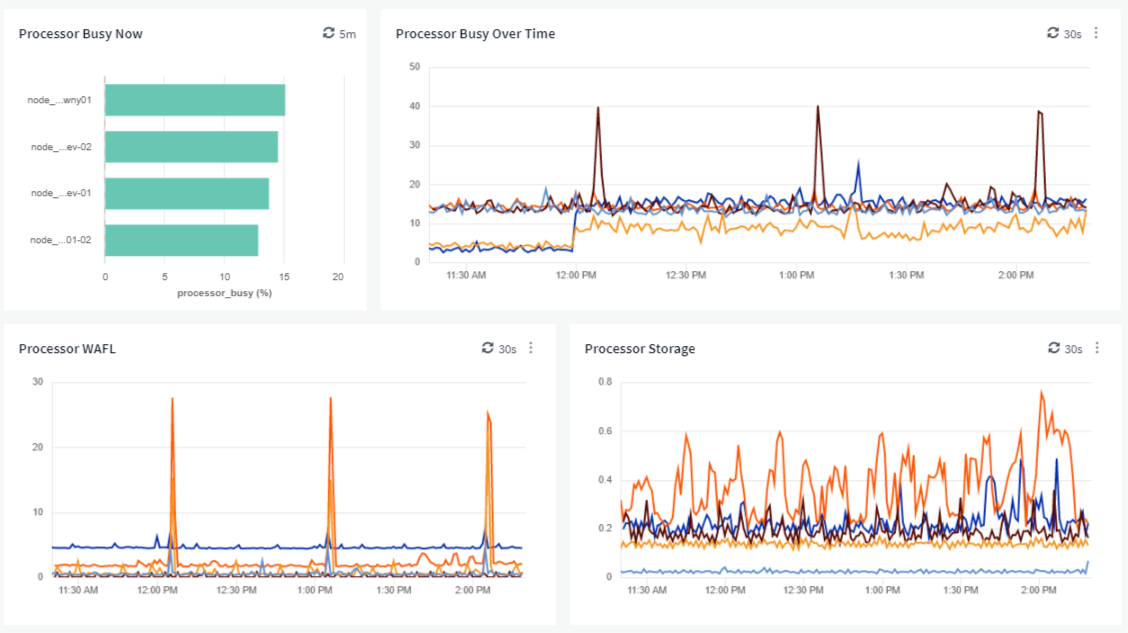 Processor Busy Now
5m
node_...wny01
node_...ev-02
node_...ev-01
node_...01-02
0 5 10 15 20
processor_busy (%)
Processor Busy Over Time
30s
50
40
30
20
10
0
11:30 AM 12:00 PM 12:30 PM 1:00 PM 1:30 PM 2:00 PM
Processor WAFL
30s
30
20
10
0
11:30 AM 12:00 PM 12:30 PM 1:00 PM 1:30 PM 2:00 PM
Processor Storage
30s
0.8
0.6
0.4
0.2
0
11:30 AM 12:00 PM 12:30 PM 1:00 PM 1:30 PM 2:00 PM